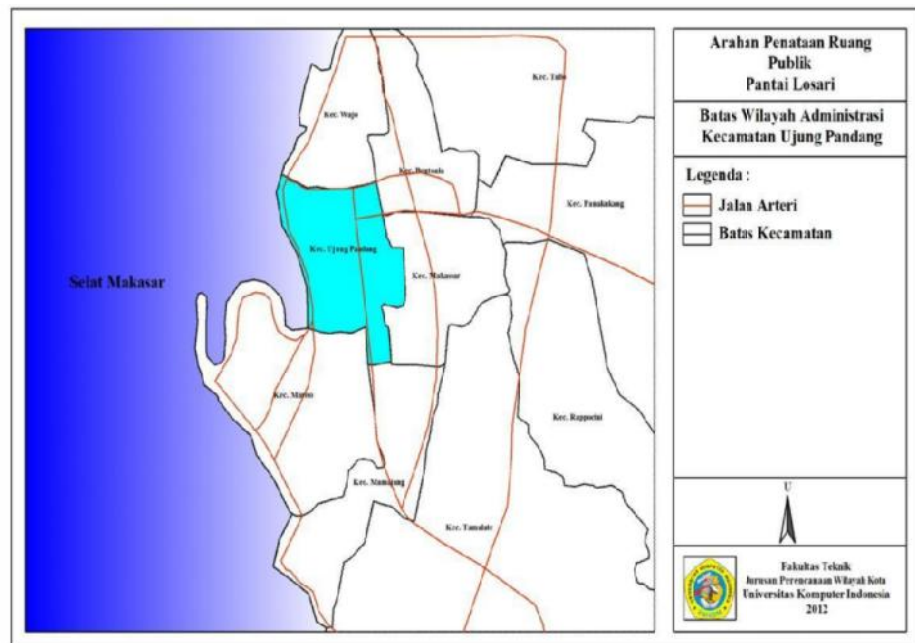 Arahan Penataan Ruang
Publik
Pantai Losari
Batas Wilayah Administrasi
Kecamatan Ujung Pandang
Legenda :
Jalan Arteri
Batas Kecamatan
U
Fakultas Teknik
Jurusan Perencanaan Wilayah Kota
Universitas Komputer Indonesia
2012
Selat Makasar
Kec. Wajo
Kec. Tallo
Kec. Bontoala
Kec. Panakukang
Kec. Ujung Pandang
Kec. Makassar
Kec. Mariso
Kec. Rappocini
Kec. Mamajang
Kec. Tamalate